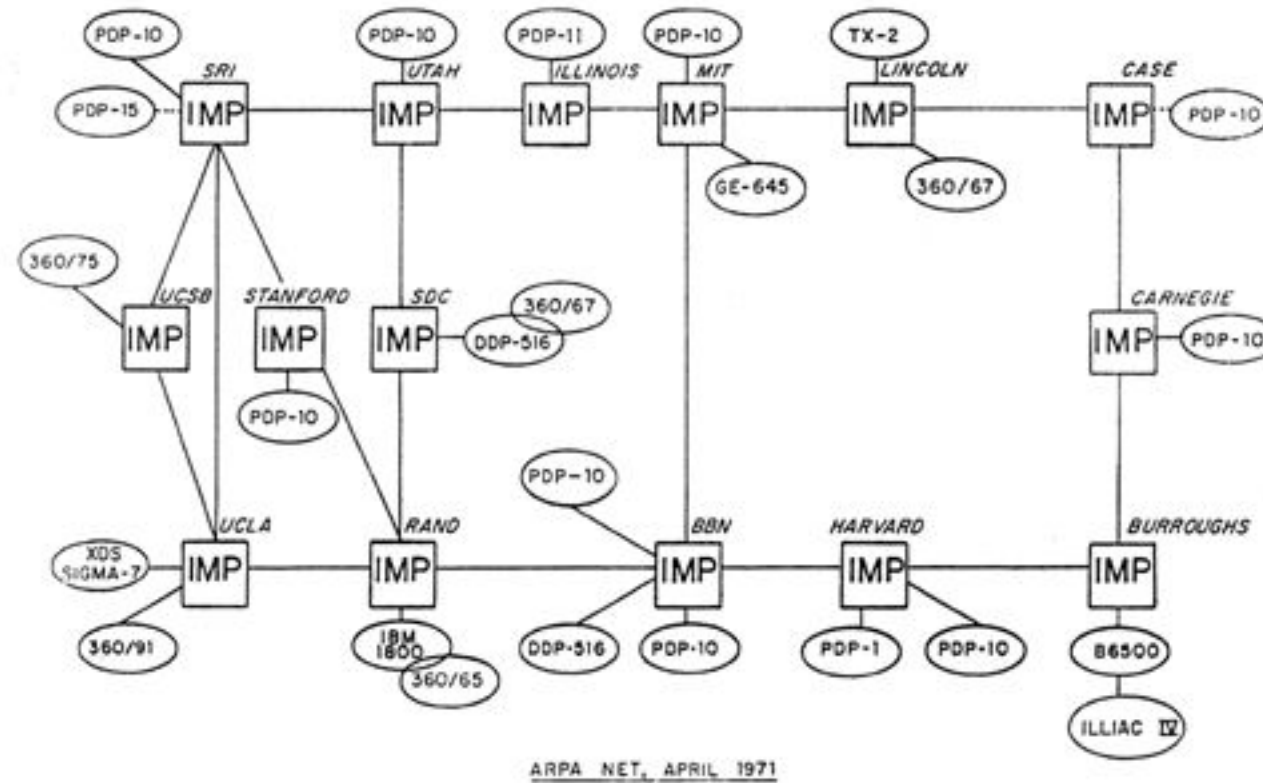 PDP-10
PDP-10
PDP-11
PDP-10
TX-2
SRI
UTAH
ILLINOIS
MIT
LINCOLN
CASE
PDP-15
IMP
IMP
IMP
IMP
IMP
IMP
PDP-10
GE-645
360/67
360/75
UCSB
STANFORD
SDC
360/67
CARNEGIE
IMP
IMP
IMP
DDP-516
IMP
PDP-10
PDP-10
PDP-10
UCLA
RAND
BBN
HARVARD
BURROUGHS
XDS
SIGMA-7
IMP
IMP
IMP
IMP
IMP
360/91
IBM
1800
360/65
DDP-516
PDP-10
PDP-1
PDP-10
B6500
ILLIAC IV
ARPA NET, APRIL 1971